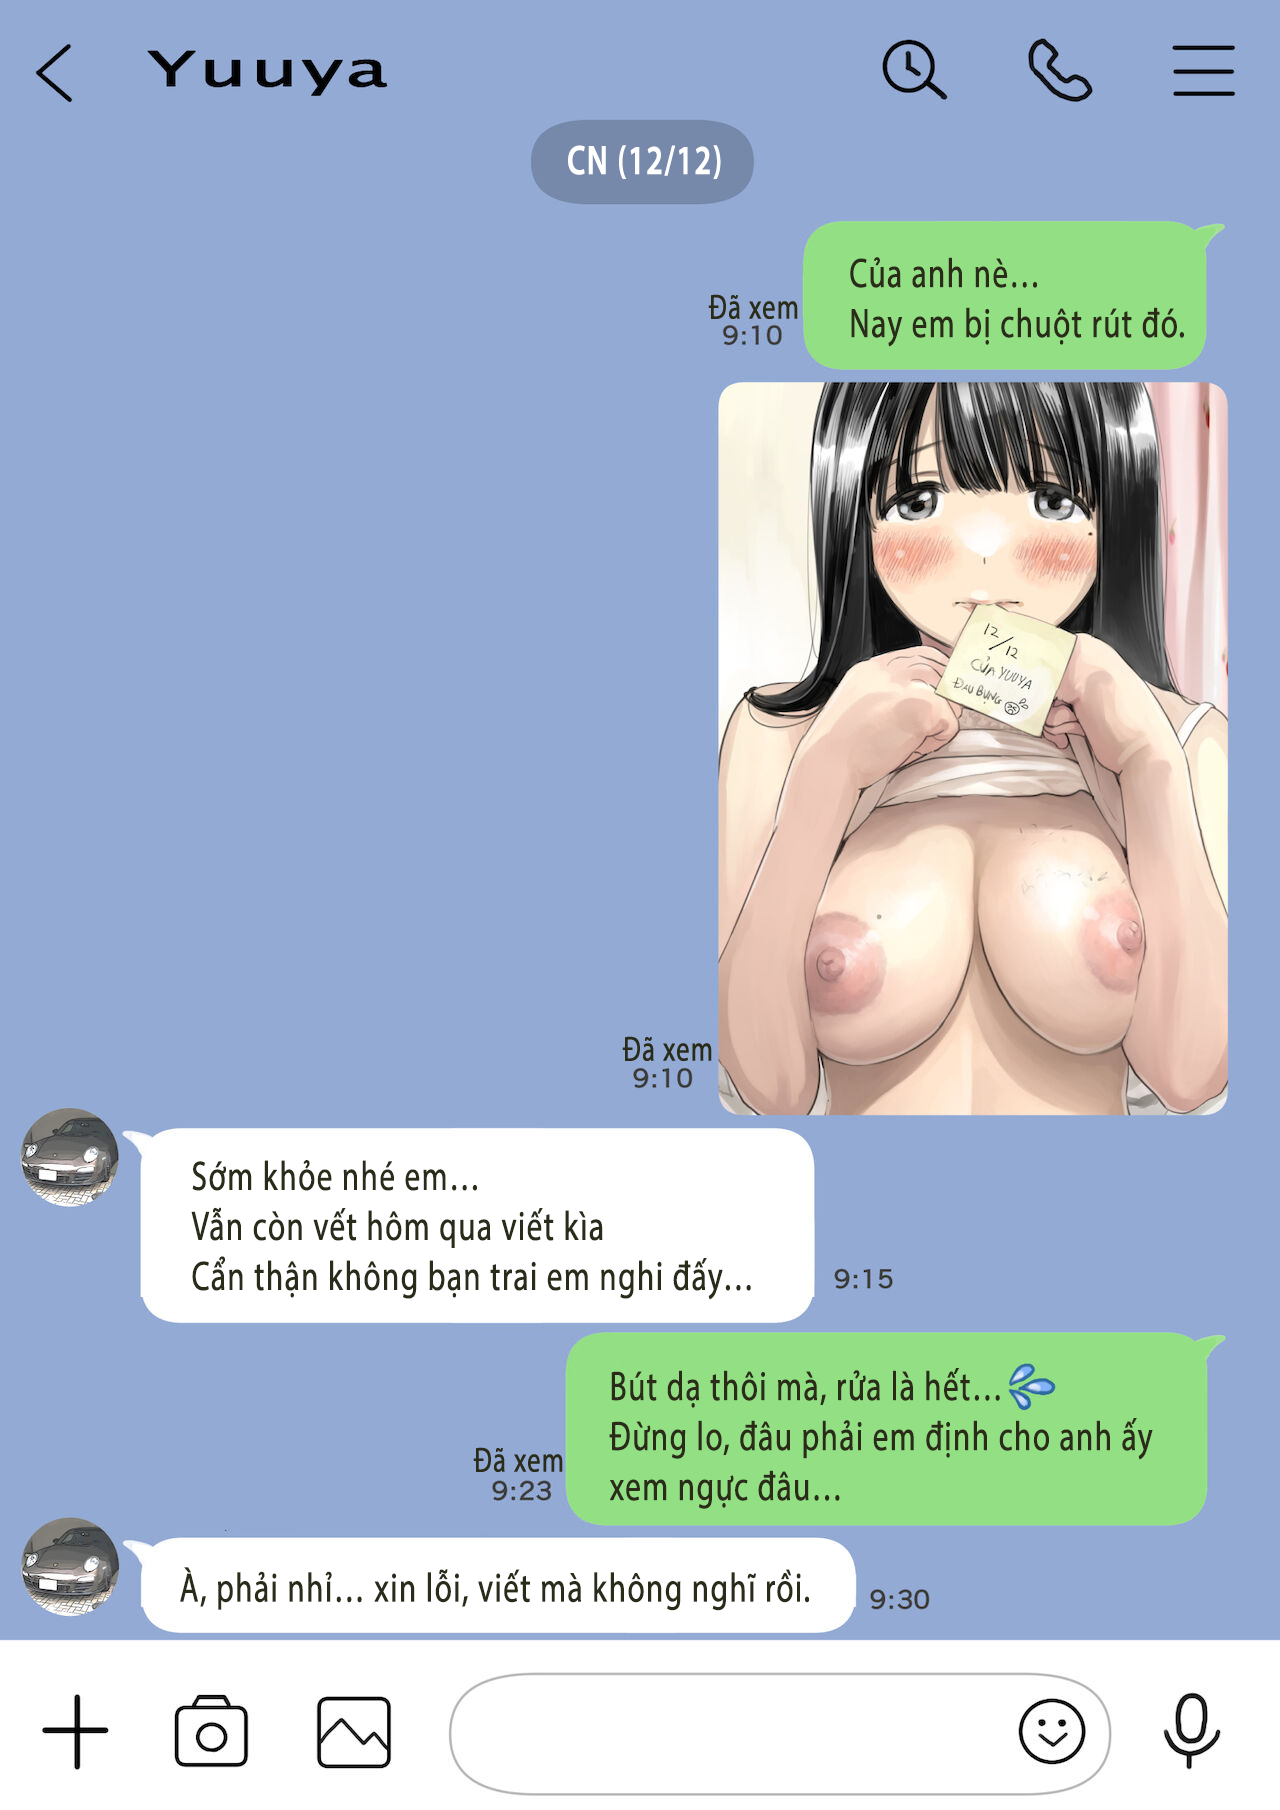 Yuuya
CN (12/12)
Của anh nè...
Nay em bị chuột rút đó.
Đã xem
9:10
12/12
CỦA YUUYA
ĐAU BỤNG
Đã xem
9:10
Sớm khỏe nhé em...
Vẫn còn vết hôm qua viết kìa
Cẩn thận không bạn trai em nghi đấy...
9:15
Bút dạ thôi mà, rửa là hết...💦
Đừng lo, đâu phải em định cho anh ấy
xem ngực đâu...
Đã xem
9:23
À, phải nhỉ... xin lỗi, viết mà không nghĩ rồi.
9:30